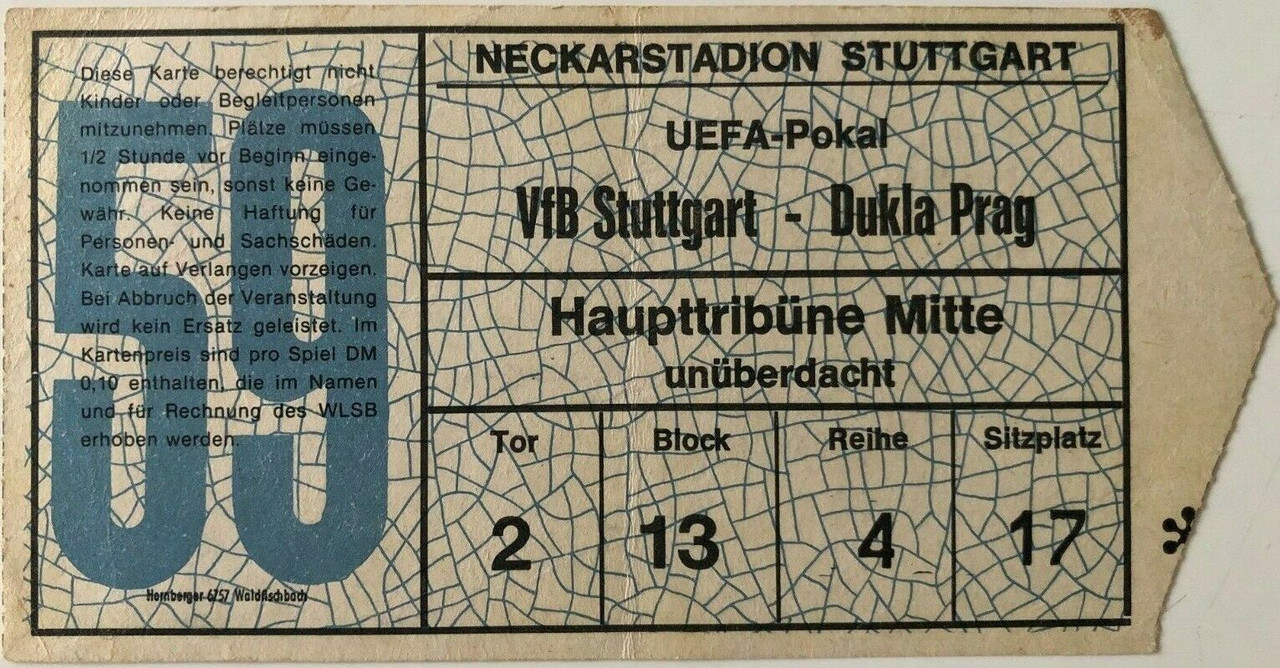 Diese Karte berechtigt nicht
Kinder oder Begleitpersonen
mitzunehmen. Plätze müssen
1/2 Stunde vor Beginn einge-
nommen sein, sonst keine Ge-
währ. Keine Haftung für
Personen- und Sachschäden.
Karte auf Verlangen vorzeigen.
Bei Abbruch der Veranstaltung
wird kein Ersatz geleistet. Im
Kartenpreis sind pro Spiel DM
0,10 enthalten, die im Namen
und für Rechnung des WLSB
erhoben werden.
59
Hornberger 6757 Waldfischbach
NECKARSTADION STUTTGART
UEFA-Pokal
VfB Stuttgart - Dukla Prag
Haupttribüne Mitte
unüberdacht
Tor Block Reihe Sitzplatz
2 13 4 17